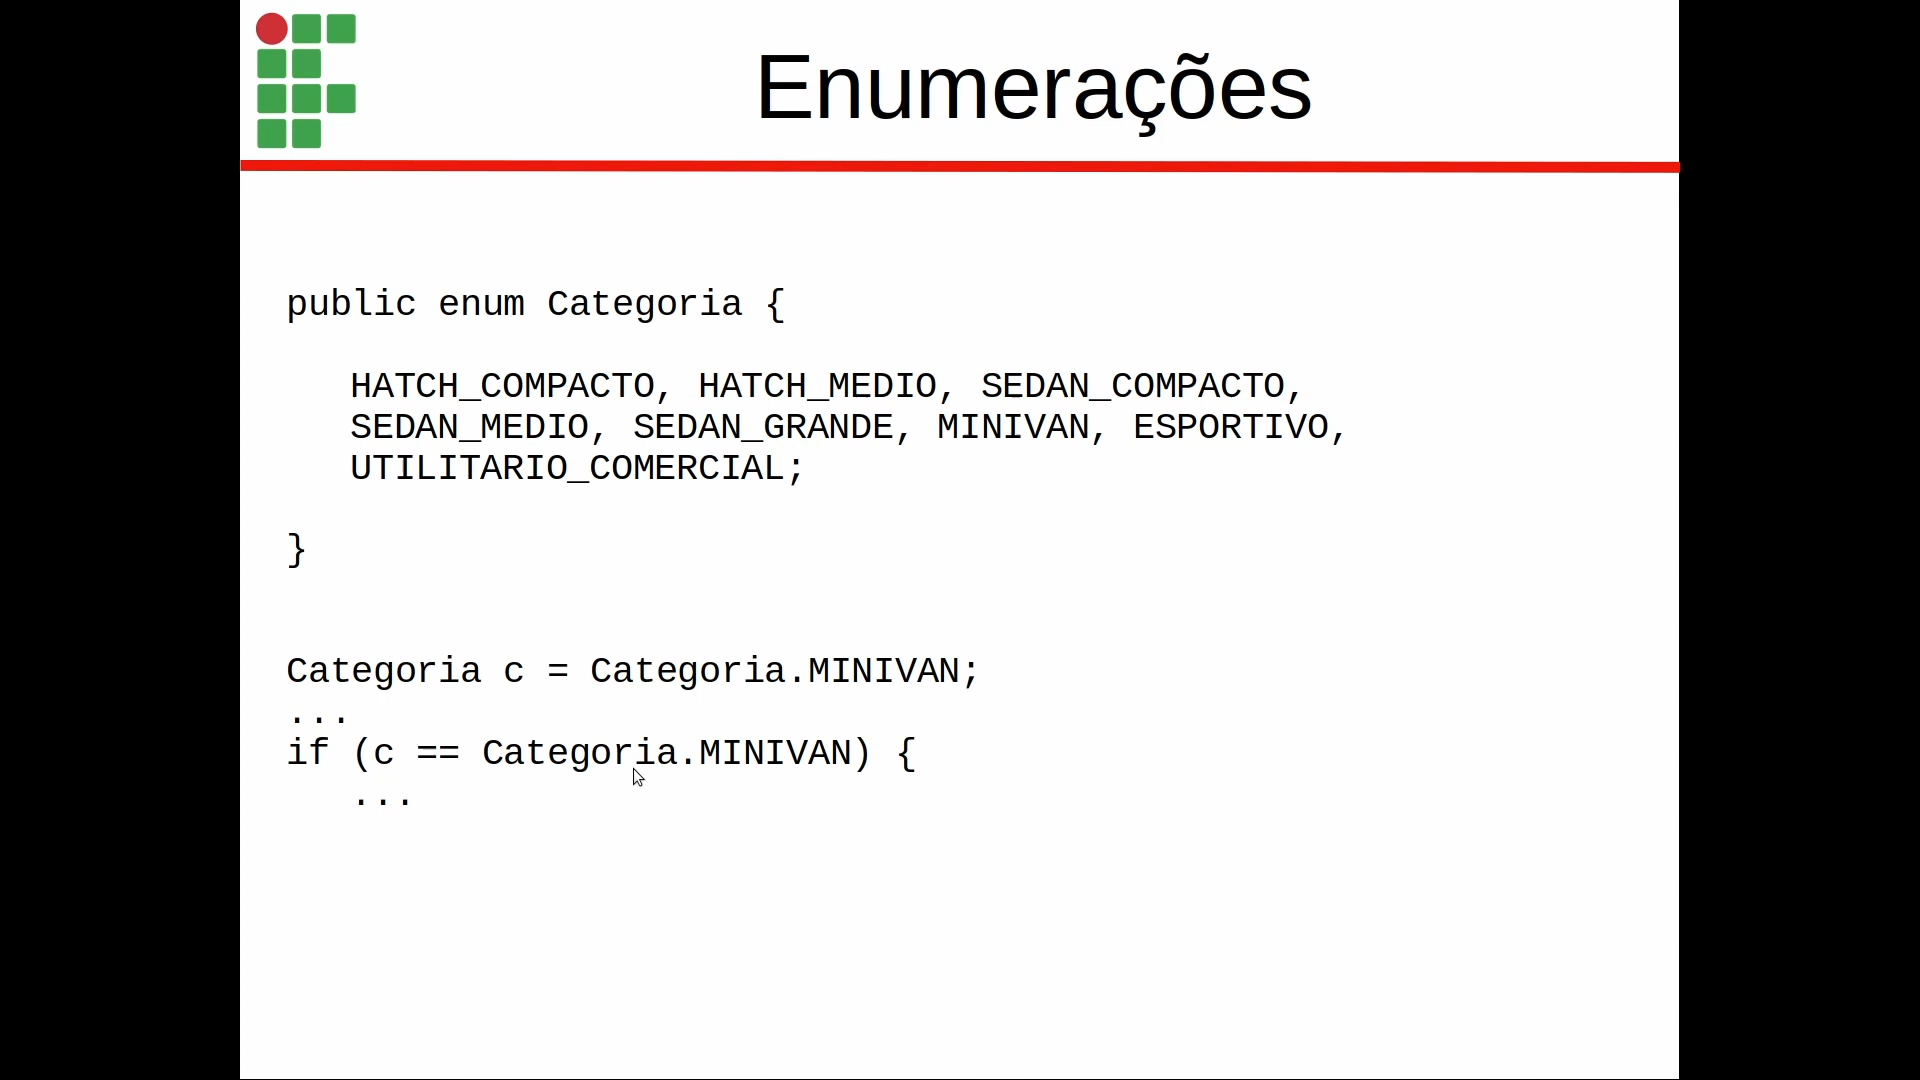 Enumerações
public enum Categoria {
HATCH_COMPACTO, HATCH_MEDIO, SEDAN_COMPACTO,
SEDAN_MEDIO, SEDAN_GRANDE, MINIVAN, ESPORTIVO,
UTILITARIO_COMERCIAL;
}
Categoria c = Categoria.MINIVAN;
...
if (c == Categoria.MINIVAN) {
...